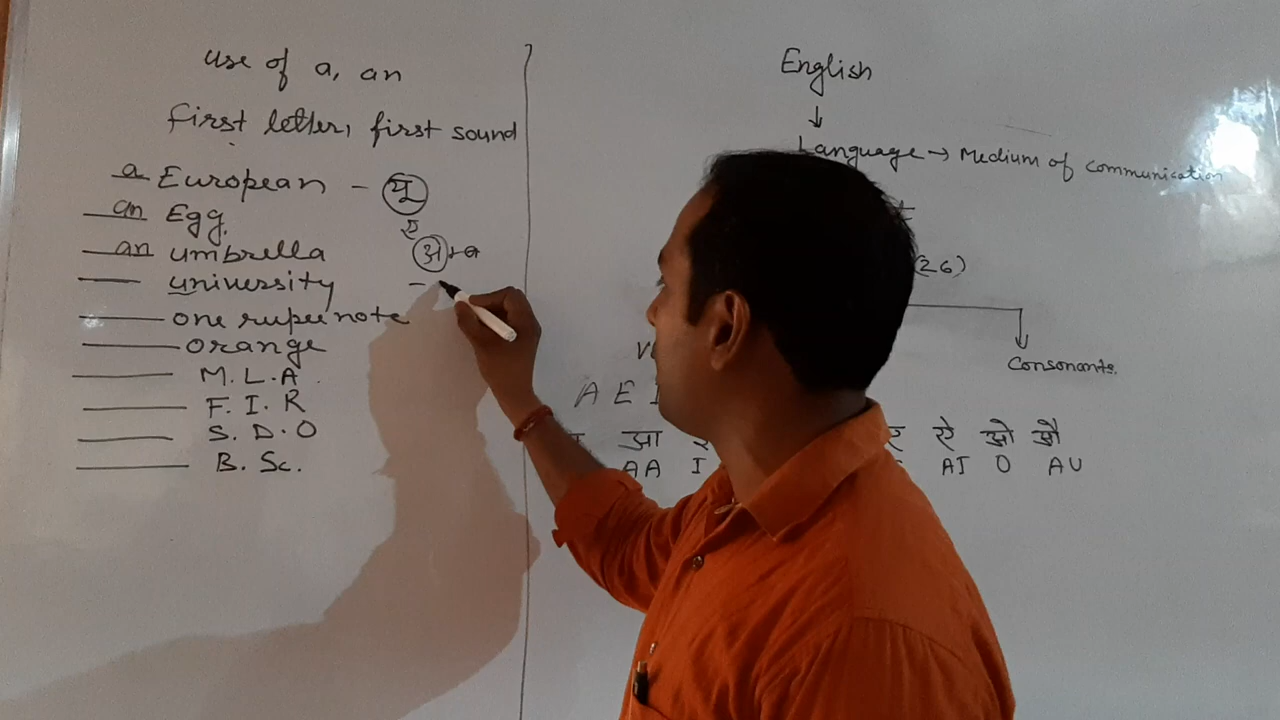 use of a, an
first letter, first sound
a European - यू
an Egg ए
an umbrella अ
university -
one rupee note
orange
M.L.A.
F.I.R
S.D.O
B.Sc.
English
↓
Language → Medium of communication
(26)
Consonants.
A E I
आ ऐ ओ औ
AA I AI O AU